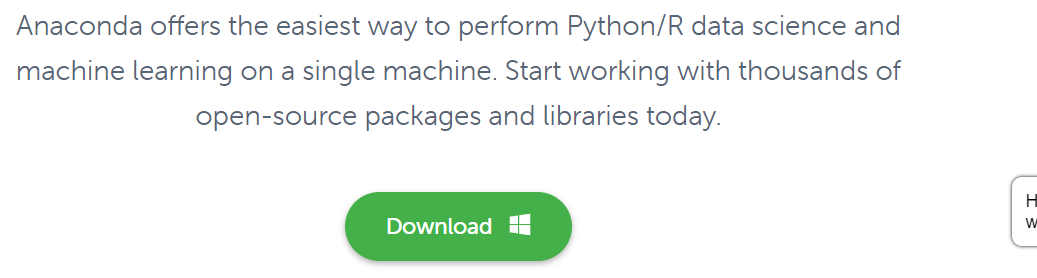 Anaconda offers the easiest way to perform Python/R data science and
machine learning on a single machine. Start working with thousands of
open-source packages and libraries today.
Download